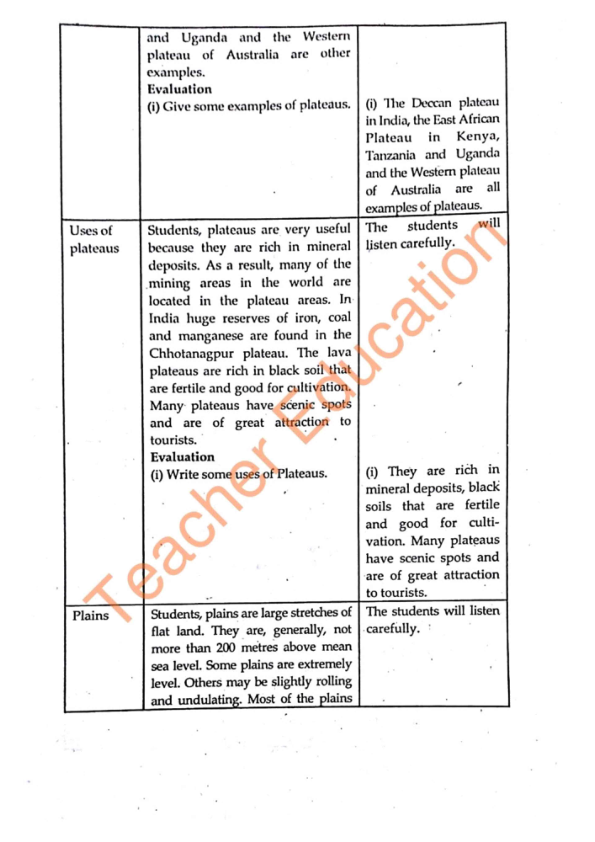 and Uganda and the Western
plateau of Australia are other
examples.
Evaluation
(i) Give some examples of plateaus.
(i) The Deccan plateau
in India, the East African
Plateau in Kenya,
Tanzania and Uganda
and the Western plateau
of Australia are all
examples of plateaus.
Uses of
plateaus
Students, plateaus are very useful
because they are rich in mineral
deposits. As a result, many of the
mining areas in the world are
located in the plateau areas. In
India huge reserves of iron, coal
and manganese are found in the
Chhotanagpur plateau. The lava
plateaus are rich in black soil that
are fertile and good for cultivation.
Many plateaus have scenic spots
and are of great attraction to
tourists.
Evaluation
(i) Write some uses of Plateaus.
The students will
listen carefully.
(i) They are rich in
mineral deposits, black
soils that are fertile
and good for culti-
vation. Many plateaus
have scenic spots and
are of great attraction
to tourists.
Plains
Students, plains are large stretches of
flat land. They are, generally, not
more than 200 metres above mean
sea level. Some plains are extremely
level. Others may be slightly rolling
and undulating. Most of the plains
The students will listen
carefully.
Teacher Education